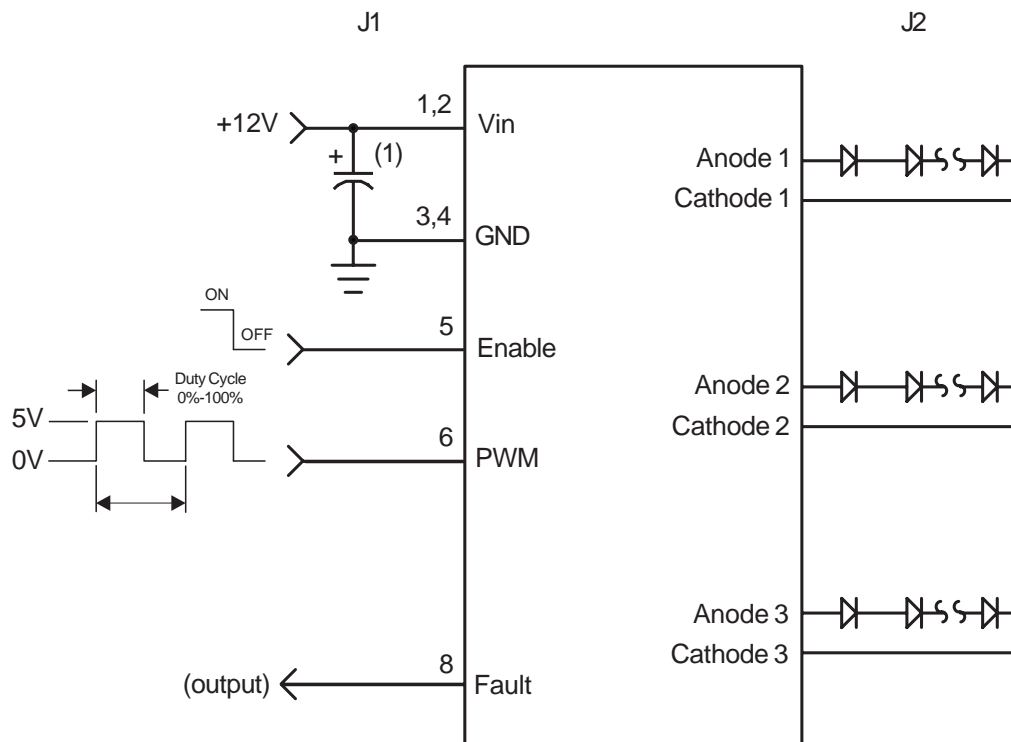 J1
J2
+12V
1,2
Vin
+
(1)
3,4
GND
ON
OFF
5
Enable
Duty Cycle
0%-100%
5V
0V
6
PWM
(output)
8
Fault
Anode 1
Cathode 1
Anode 2
Cathode 2
Anode 3
Cathode 3